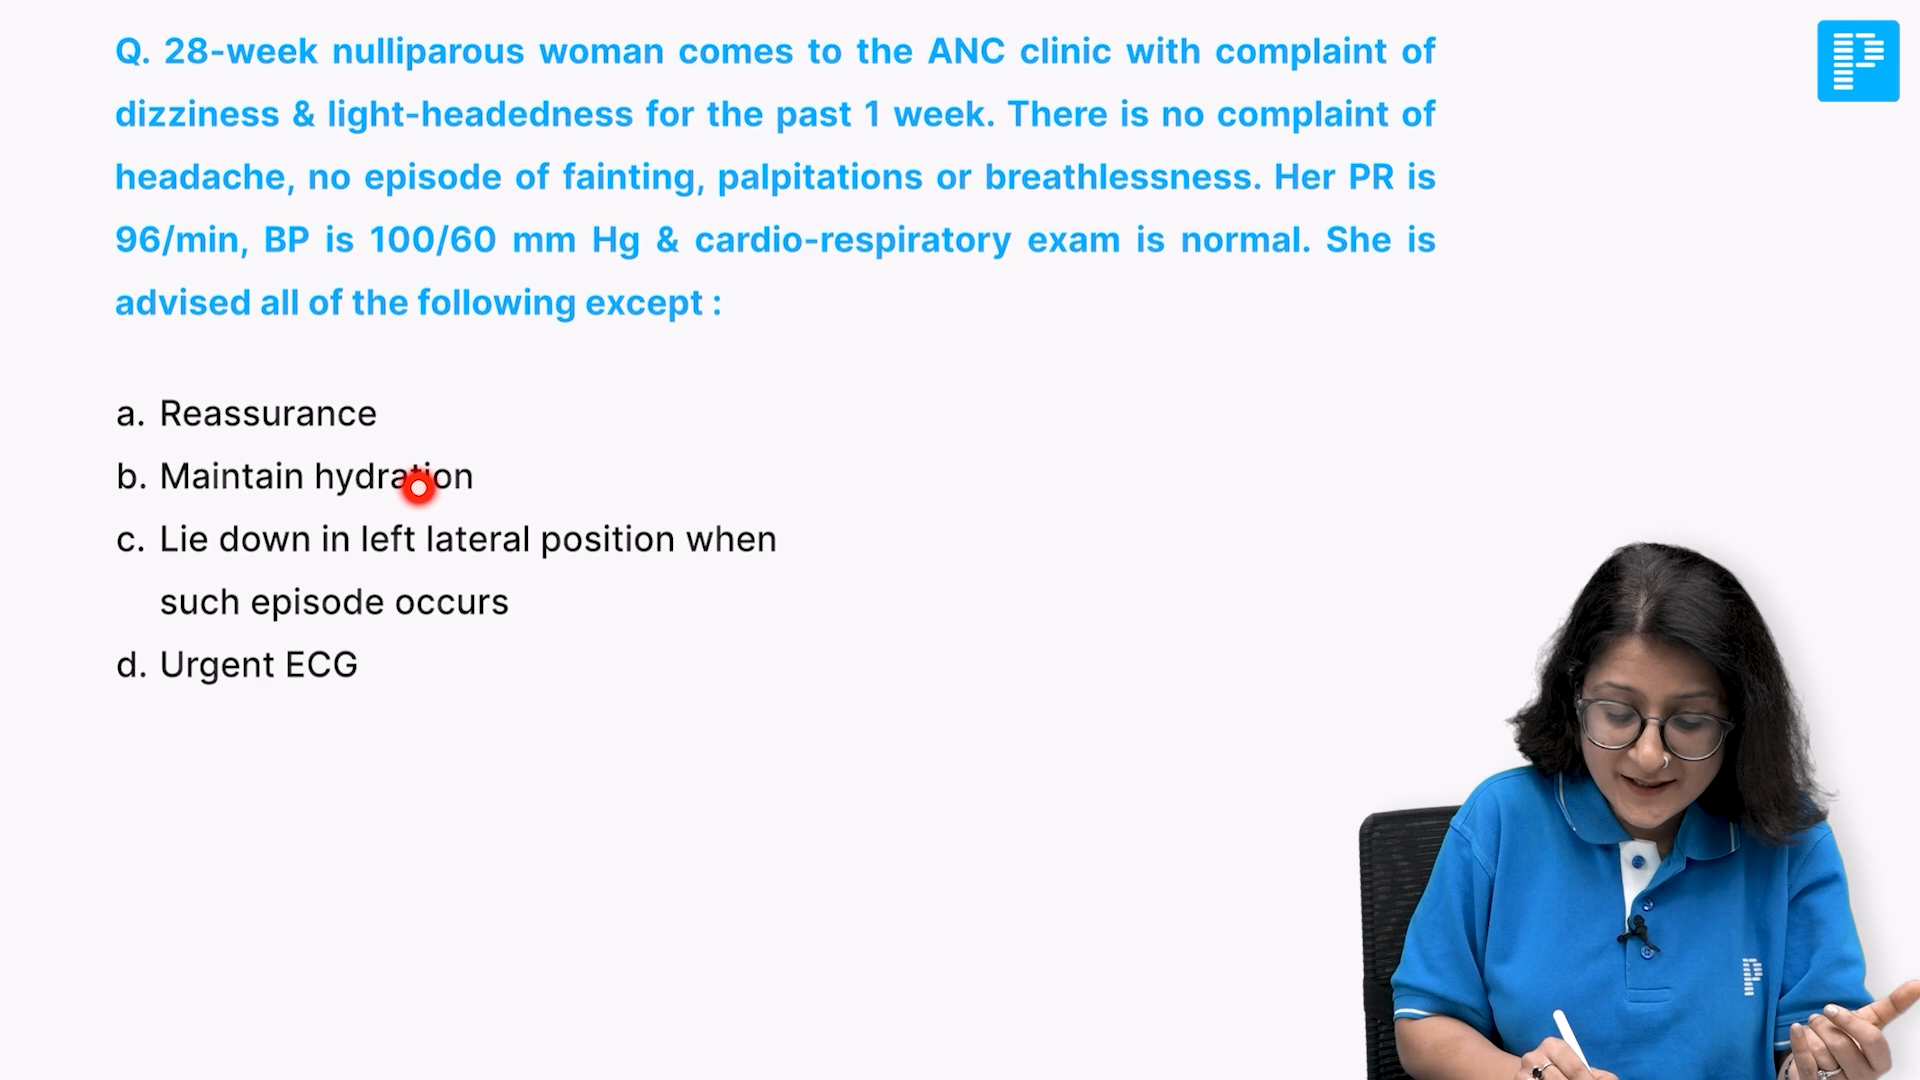 Q. 28-week nulliparous woman comes to the ANC clinic with complaint of
dizziness & light-headedness for the past 1 week. There is no complaint of
headache, no episode of fainting, palpitations or breathlessness. Her PR is
96/min, BP is 100/60 mm Hg & cardio-respiratory exam is normal. She is
advised all of the following except :
a. Reassurance
b. Maintain hydration
c. Lie down in left lateral position when
such episode occurs
d. Urgent ECG